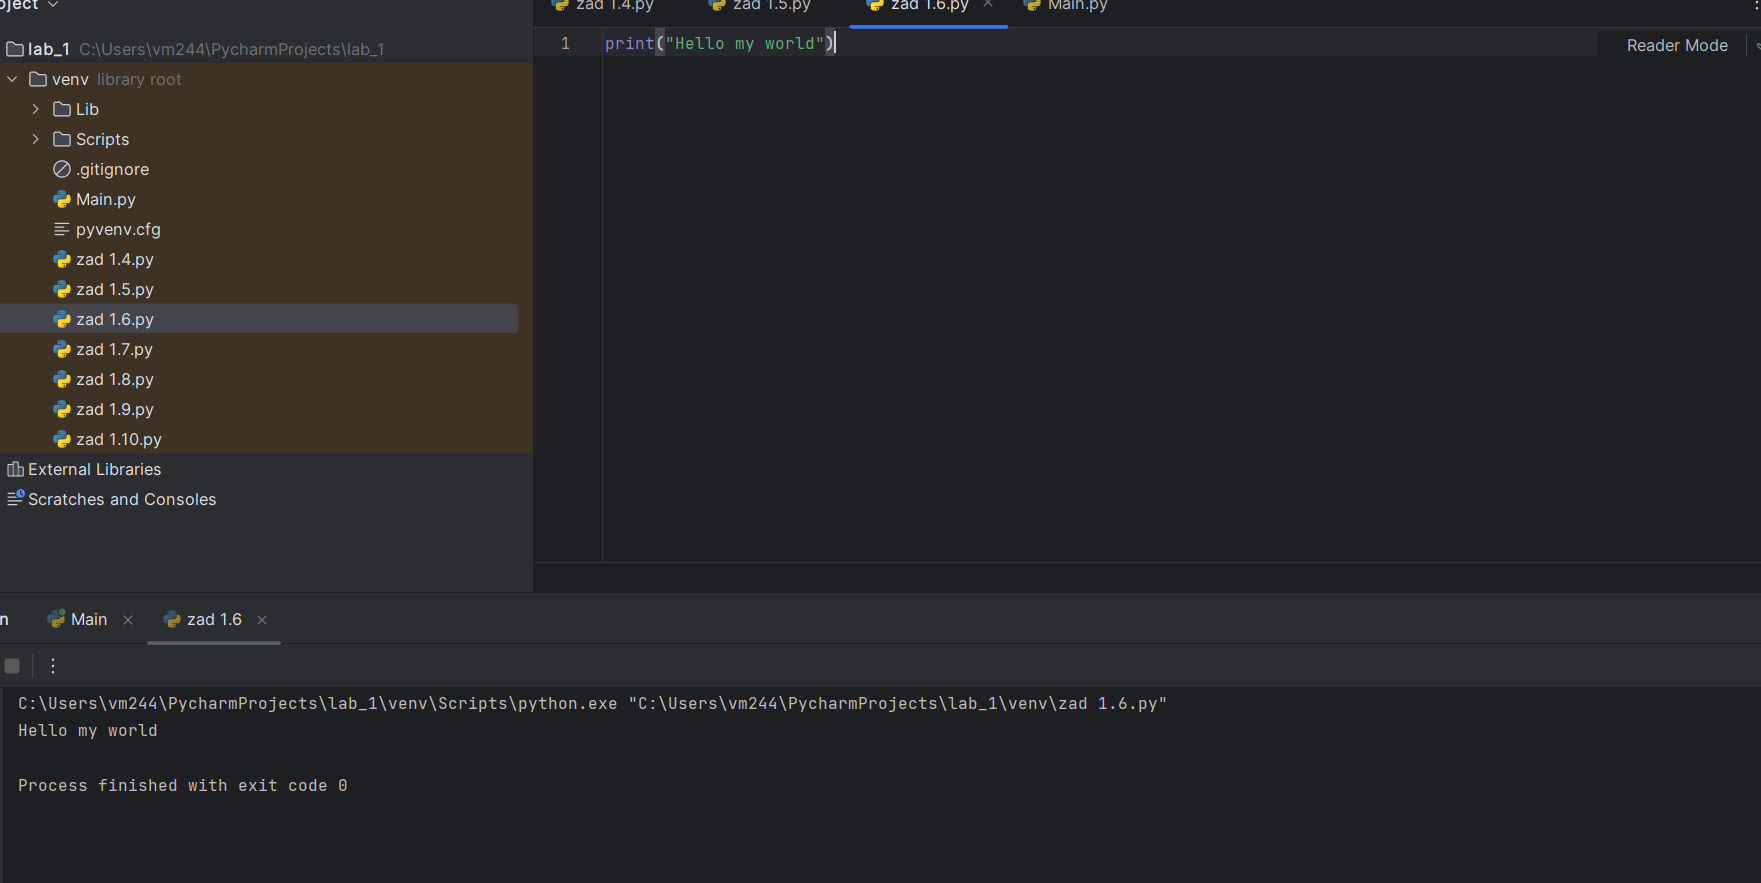 zad 1.4.py zad 1.5.py zad 1.6.py Main.py
lab_1 C:\Users\vm244\PycharmProjects\lab_1
venv library root
Lib
Scripts
.gitignore
Main.py
pyvenv.cfg
zad 1.4.py
zad 1.5.py
zad 1.6.py
zad 1.7.py
zad 1.8.py
zad 1.9.py
zad 1.10.py
External Libraries
Scratches and Consoles
1 print("Hello my world")
Reader Mode
Main zad 1.6
C:\Users\vm244\PycharmProjects\lab_1\venv\Scripts\python.exe "C:\Users\vm244\PycharmProjects\lab_1\venv\zad 1.6.py"
Hello my world
Process finished with exit code 0